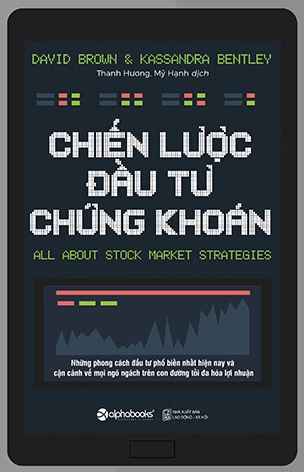 DAVID BROWN & KASSANDRA BENTLEY
Thanh Hương, Mỹ Hạnh dịch
CHIẾN LƯỢC
ĐẦU TƯ
CHỨNG KHOÁN
ALL ABOUT STOCK MARKET STRATEGIES
Những phong cách đầu tư phổ biến nhất hiện nay và
cận cảnh về mọi ngõ ngách trên con đường tối đa hóa lợi nhuận
alphabooks
NHÀ XUẤT BẢN
LAO ĐỘNG - XÃ HỘI